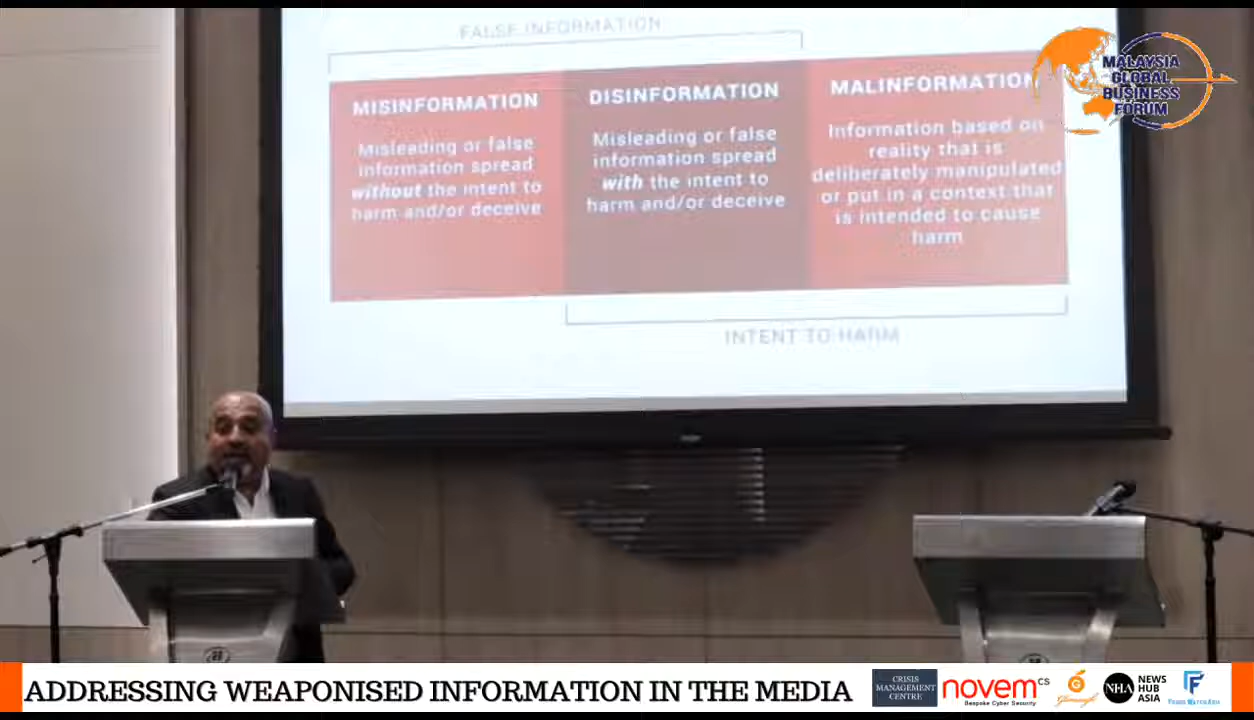 FALSE INFORMATION
MISINFORMATION
Misleading or false
information spread
without the intent to
harm and/or deceive
DISINFORMATION
Misleading or false
information spread
with the intent to
harm and/or deceive
MALINFORMATION
Information based on
reality that is
deliberately manipulated
or put in a context that
is intended to cause
harm
INTENT TO HARM
MALAYSIA
GLOBAL
BUSINESS
FORUM
ADDRESSING WEAPONISED INFORMATION IN THE MEDIA
CRISIS
MANAGEMENT
CENTRE
novem CS
Bespoke Cyber Security
NHA
NEWS
HUB
ASIA